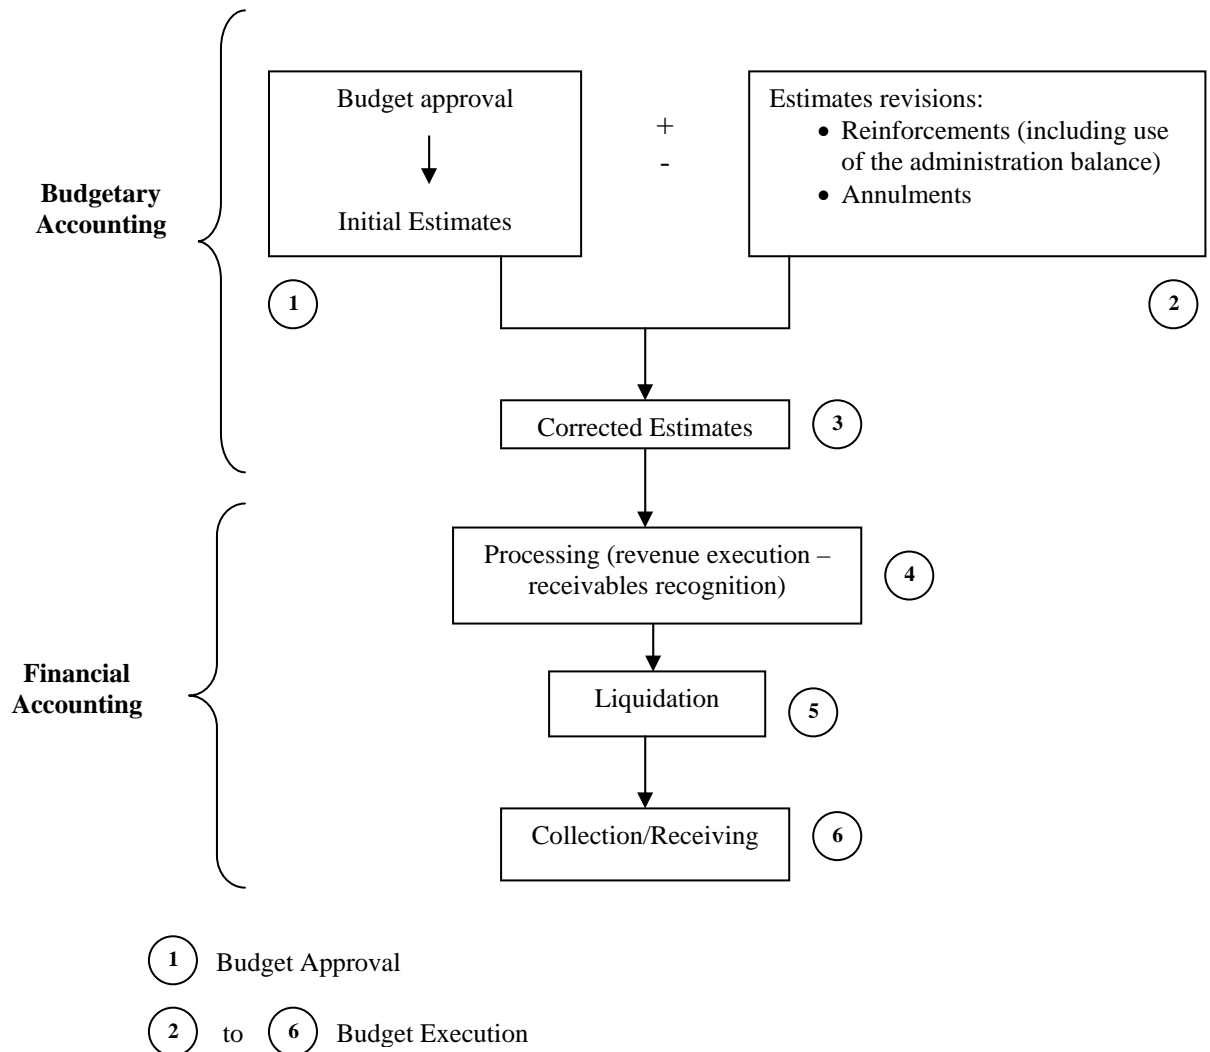 Budget approval
Initial Estimates
+
-
Estimates revisions:
• Reinforcements (including use
of the administration balance)
• Annulments
Budgetary
Accounting
1
2
Corrected Estimates
3
Processing (revenue execution –
receivables recognition)
4
Financial
Accounting
Liquidation
5
Collection/Receiving
6
1 Budget Approval
2 to 6 Budget Execution